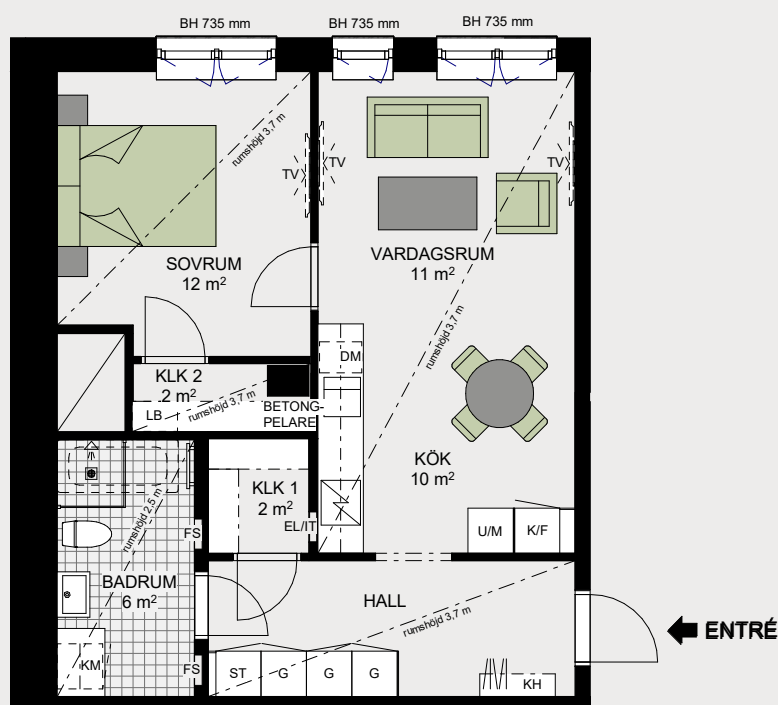 BH 735 mm
BH 735 mm
BH 735 mm
rumshöjd 3,7 m
TV
TV
TV
SOVRUM
12 m²
VARDAGSRUM
11 m²
rumshöjd 3,7 m
DM
KLK 2
2 m²
LB
rumshöjd 3,7 m
BETONG-
PELARE
KÖK
10 m²
KLK 1
2 m²
EL/IT
U/M
K/F
rumshöjd 2,5 m
FS
BADRUM
6 m²
HALL
rumshöjd 3,7 m
ENTRÉ
KM
FS
ST
G
G
G
KH